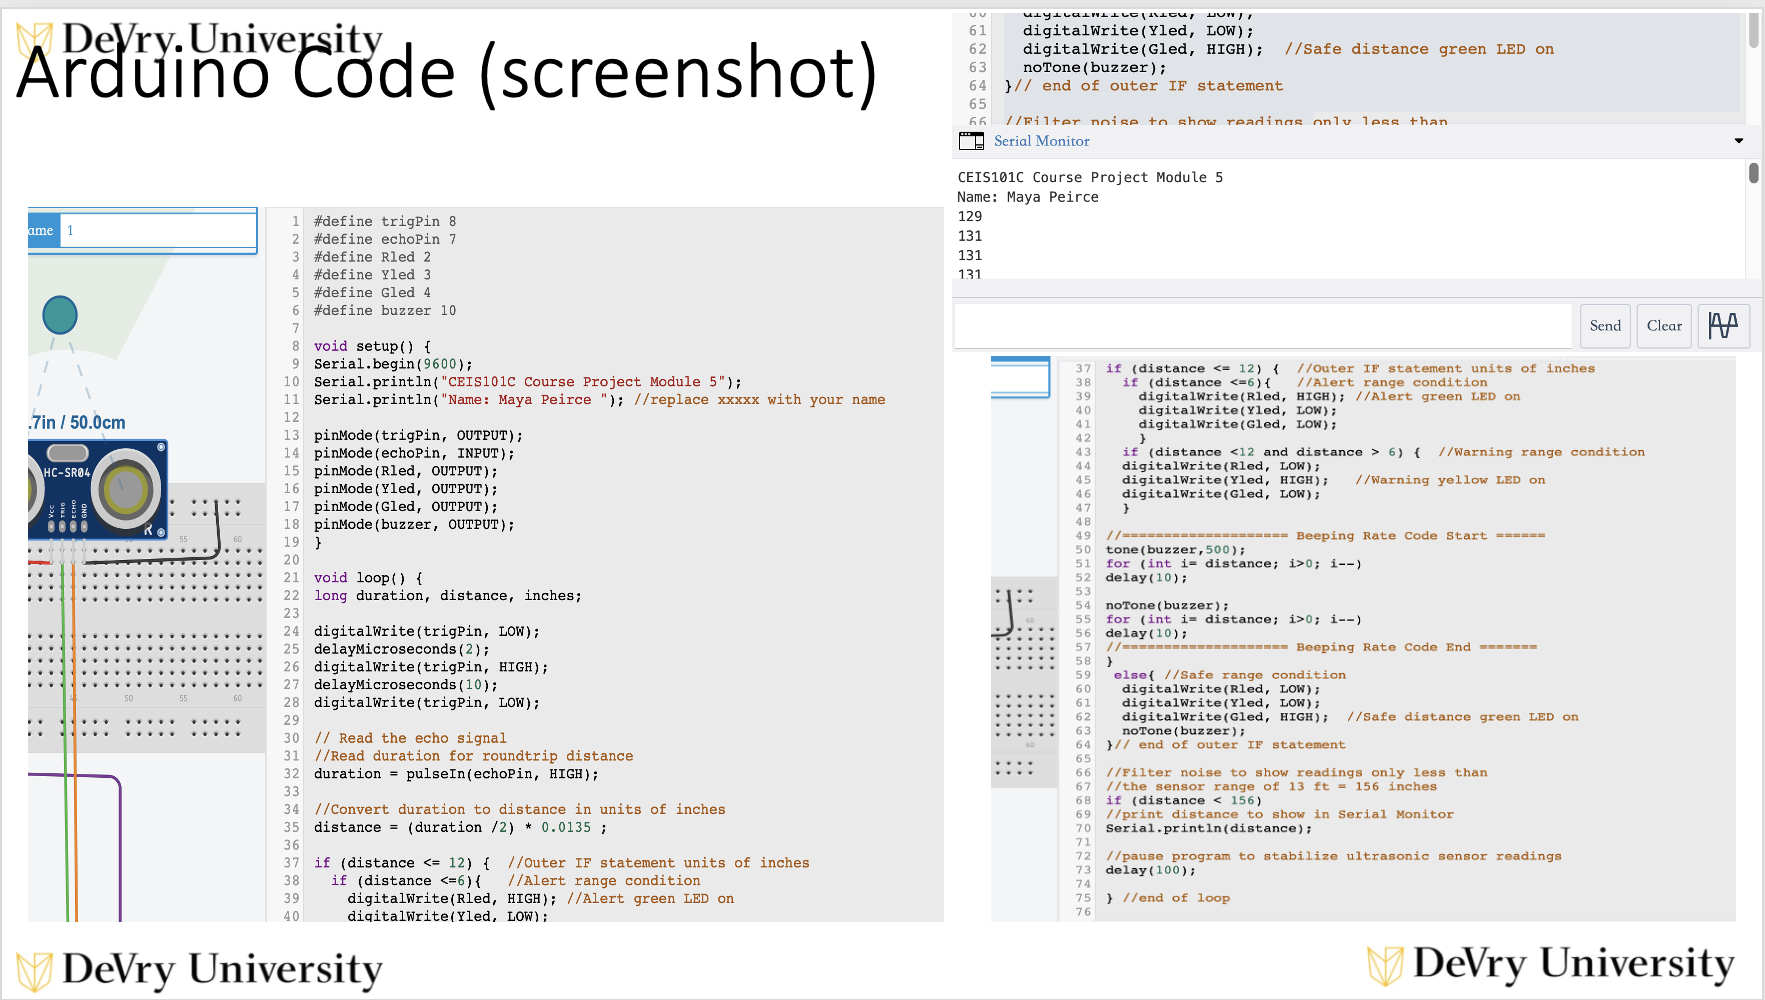 DeVry University
Arduino Code (screenshot)
ame 1
.7in / 50.0cm
HC-SR04
Vcc
TRIG
ECHO
GND
R
55 60
50 55 60
1 #define trigPin 8
2 #define echoPin 7
3 #define Rled 2
4 #define Yled 3
5 #define Gled 4
6 #define buzzer 10
7
8 void setup() {
9 Serial.begin(9600);
10 Serial.println("CEIS101C Course Project Module 5");
11 Serial.println("Name: Maya Peirce "); //replace xxxxx with your name
12
13 pinMode(trigPin, OUTPUT);
14 pinMode(echoPin, INPUT);
15 pinMode(Rled, OUTPUT);
16 pinMode(Yled, OUTPUT);
17 pinMode(Gled, OUTPUT);
18 pinMode(buzzer, OUTPUT);
19 }
20
21 void loop() {
22 long duration, distance, inches;
23
24 digitalWrite(trigPin, LOW);
25 delayMicroseconds(2);
26 digitalWrite(trigPin, HIGH);
27 delayMicroseconds(10);
28 digitalWrite(trigPin, LOW);
29
30 // Read the echo signal
31 //Read duration for roundtrip distance
32 duration = pulseIn(echoPin, HIGH);
33
34 //Convert duration to distance in units of inches
35 distance = (duration /2) * 0.0135 ;
36
37 if (distance <= 12) { //Outer IF statement units of inches
38 if (distance <=6){ //Alert range condition
39 digitalWrite(Rled, HIGH); //Alert green LED on
40 digitalWrite(Yled, LOW);
60 digitalWrite(Rled, LOW);
61 digitalWrite(Yled, LOW);
62 digitalWrite(Gled, HIGH); //Safe distance green LED on
63 noTone(buzzer);
64 }// end of outer IF statement
65
66 //Filter noise to show readings only less than
Serial Monitor
CEIS101C Course Project Module 5
Name: Maya Peirce
129
131
131
131
Send Clear
37 if (distance <= 12) { //Outer IF statement units of inches
38 if (distance <=6){ //Alert range condition
39 digitalWrite(Rled, HIGH); //Alert green LED on
40 digitalWrite(Yled, LOW);
41 digitalWrite(Gled, LOW);
42 }
43 if (distance <12 and distance > 6) { //Warning range condition
44 digitalWrite(Rled, LOW);
45 digitalWrite(Yled, HIGH); //Warning yellow LED on
46 digitalWrite(Gled, LOW);
47 }
48
49 //==================== Beeping Rate Code Start ======
50 tone(buzzer,500);
51 for (int i= distance; i>0; i--)
52 delay(10);
53
54 noTone(buzzer);
55 for (int i= distance; i>0; i--)
56 delay(10);
57 //==================== Beeping Rate Code End =======
58 }
59 else{ //Safe range condition
60 digitalWrite(Rled, LOW);
61 digitalWrite(Yled, LOW);
62 digitalWrite(Gled, HIGH); //Safe distance green LED on
63 noTone(buzzer);
64 }// end of outer IF statement
65
66 //Filter noise to show readings only less than
67 //the sensor range of 13 ft = 156 inches
68 if (distance < 156)
69 //print distance to show in Serial Monitor
70 Serial.println(distance);
71
72 //pause program to stabilize ultrasonic sensor readings
73 delay(100);
74
75 } //end of loop
76
60
60
DeVry University
DeVry University